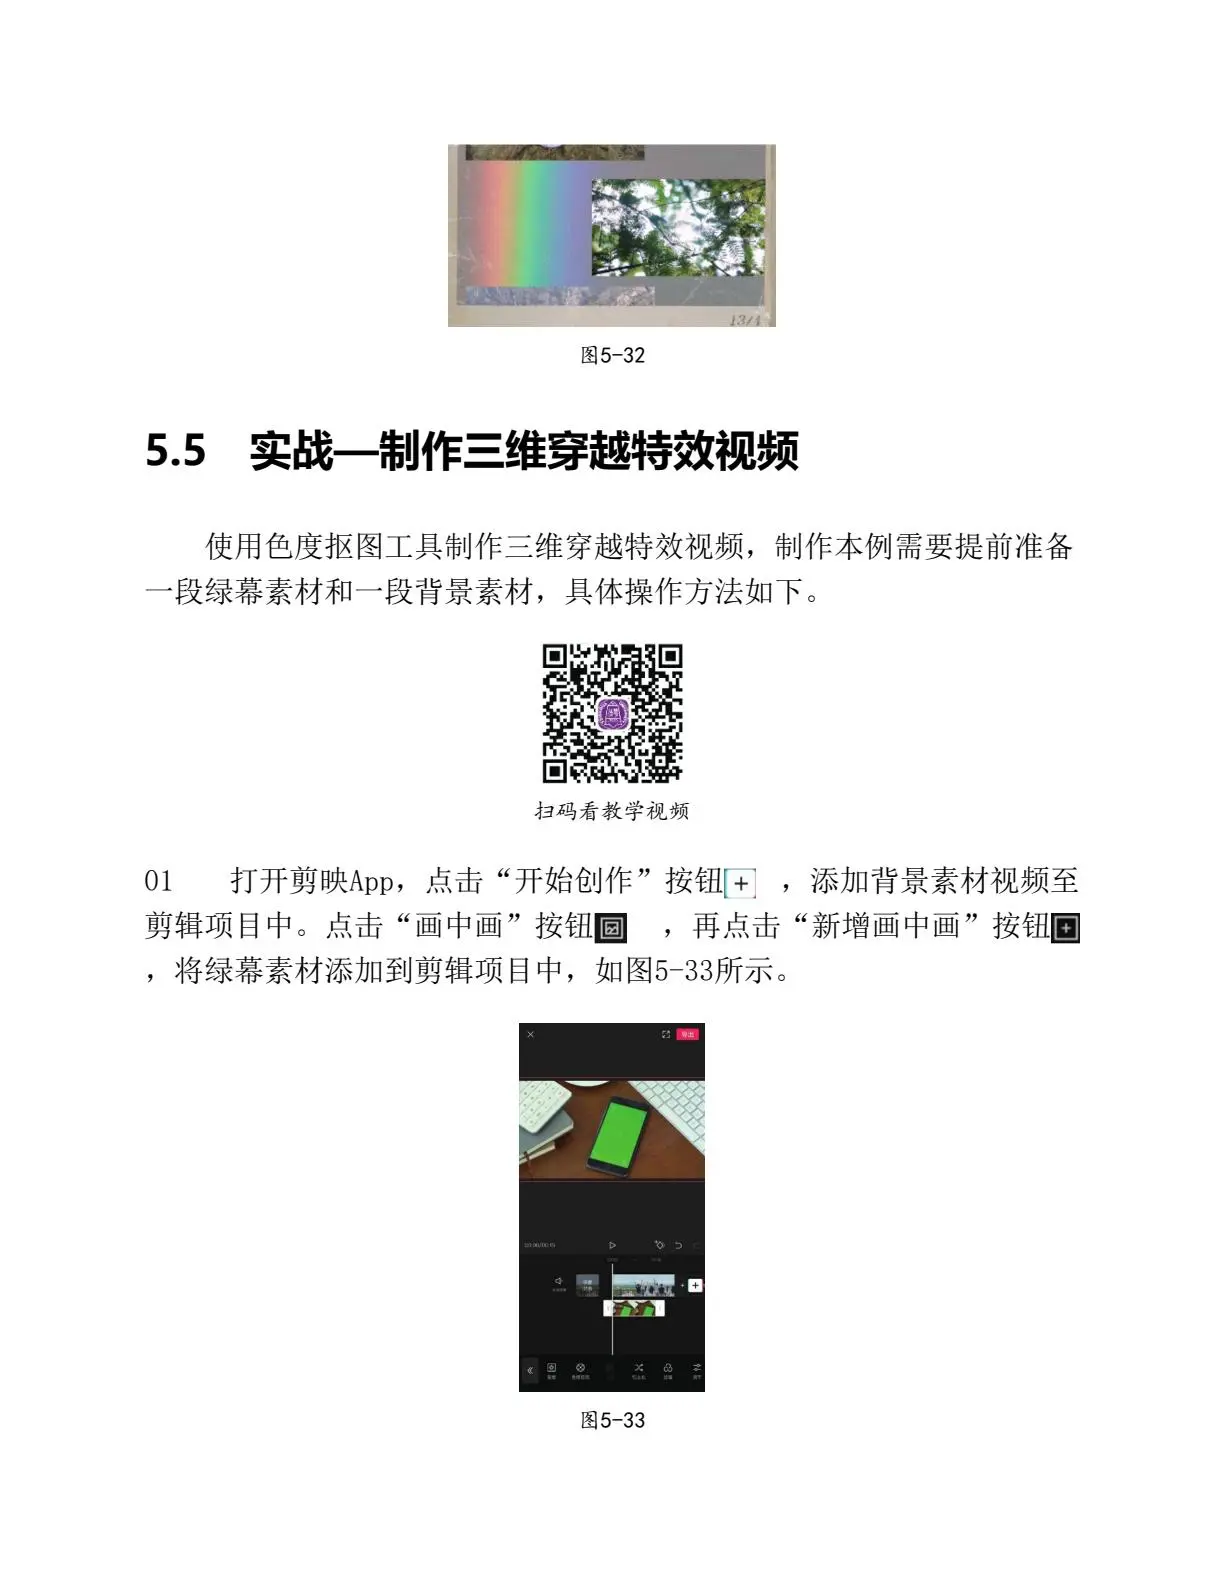 13/4
图5-32
5.5 实战—制作三维穿越特效视频
使用色度抠图工具制作三维穿越特效视频，制作本例需要提前准备
一段绿幕素材和一段背景素材，具体操作方法如下。
扫码看教学视频
01 打开剪映App，点击“开始创作”按钮 ，添加背景素材视频至
剪辑项目中。点击“画中画”按钮 ，再点击“新增画中画”按钮
，将绿幕素材添加到剪辑项目中，如图5-33所示。
导出
图5-33